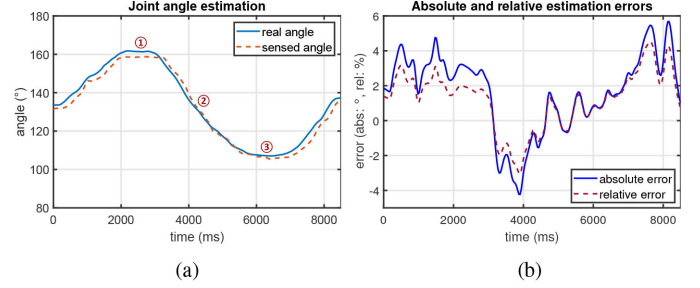 Joint angle estimation
real angle
sensed angle
①
②
③
angle (°)
180
160
140
120
100
80
0 2000 4000 6000 8000
time (ms)
(a)
Absolute and relative estimation errors
error (abs: °, rel: %)
6
4
2
0
-2
-4
absolute error
relative error
0 2000 4000 6000 8000
time (ms)
(b)